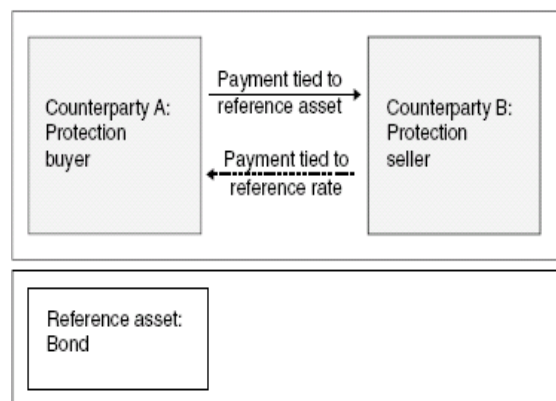 Counterparty A:
Protection
buyer
Payment tied to
reference asset
Payment tied to
reference rate
Counterparty B:
Protection
seller
Reference asset:
Bond